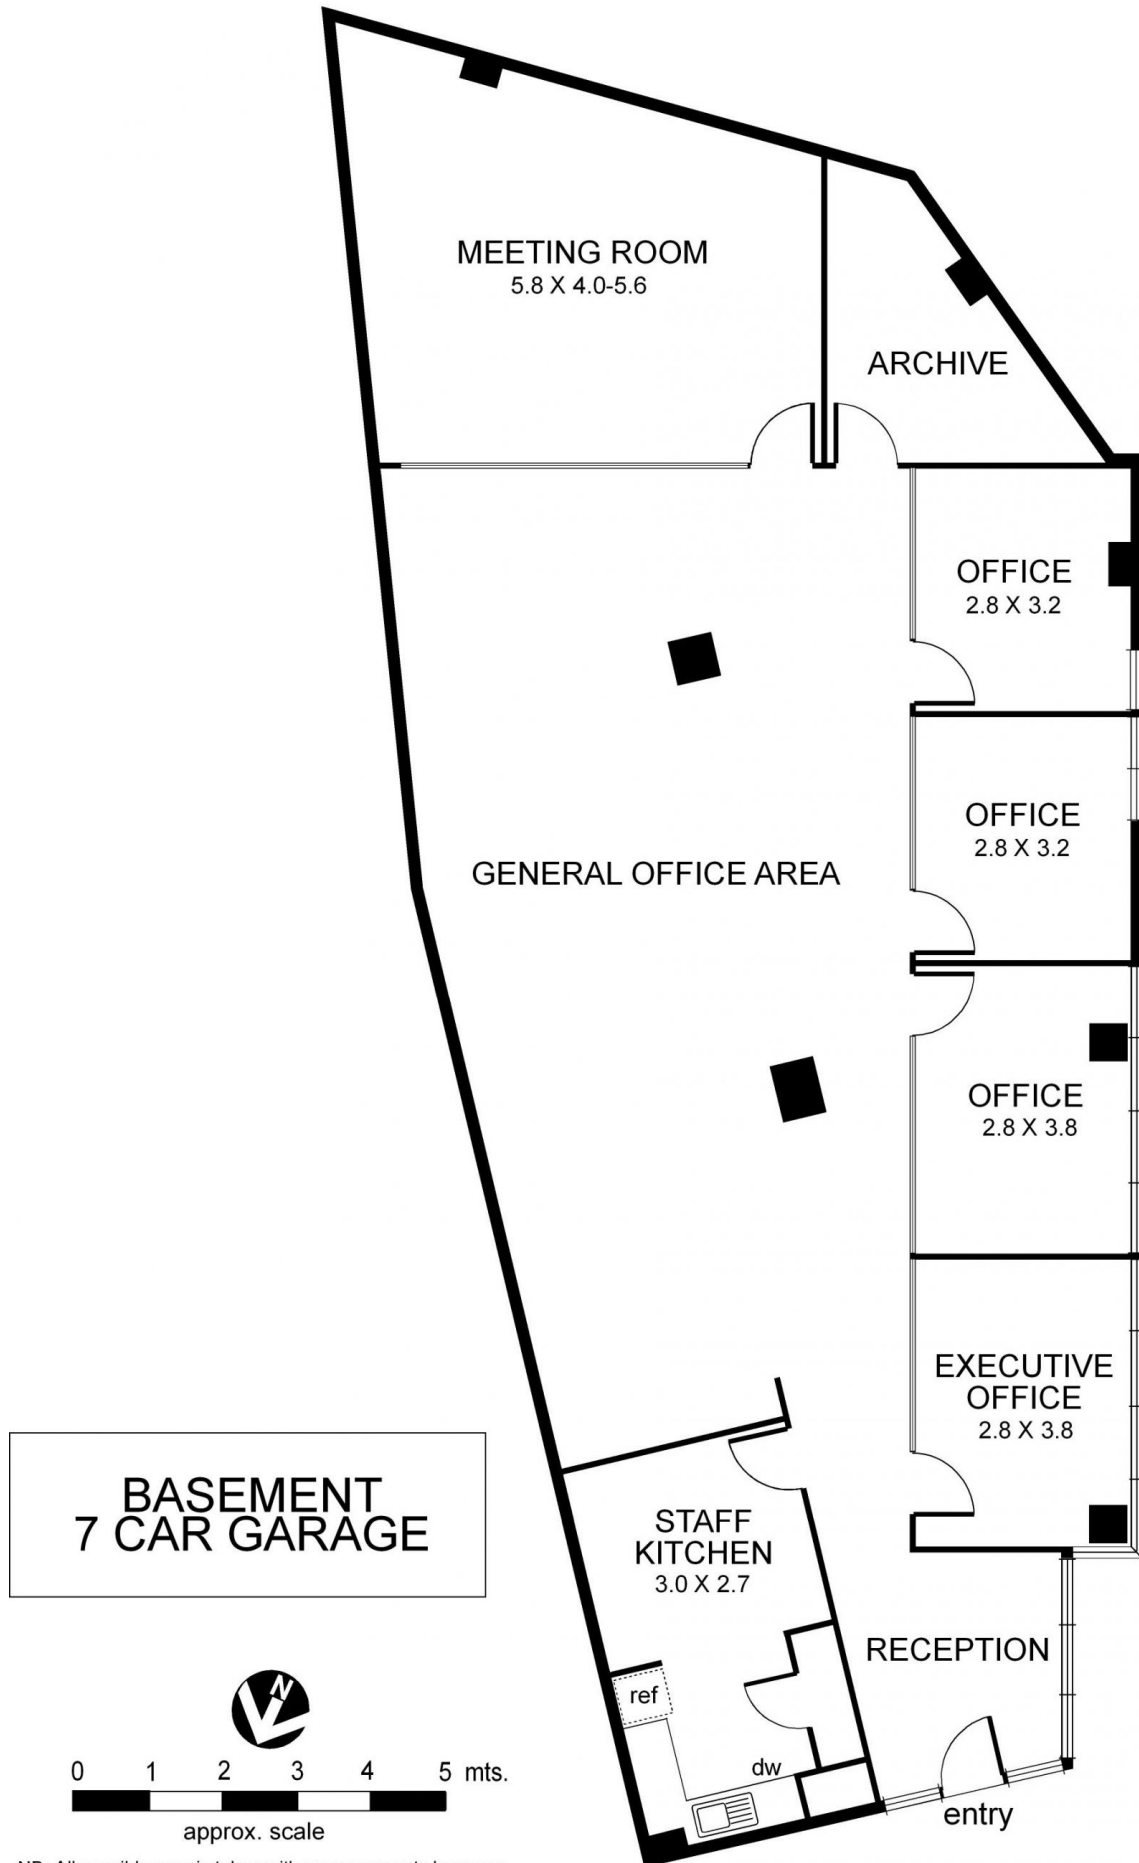 MEETING ROOM
5.8 X 4.0-5.6
ARCHIVE
OFFICE
2.8 X 3.2
OFFICE
2.8 X 3.2
GENERAL OFFICE AREA
OFFICE
2.8 X 3.8
EXECUTIVE
OFFICE
2.8 X 3.8
BASEMENT
7 CAR GARAGE
STAFF
KITCHEN
3.0 X 2.7
RECEPTION
ref
dw
entry
N
0 1 2 3 4 5 mts.
approx. scale